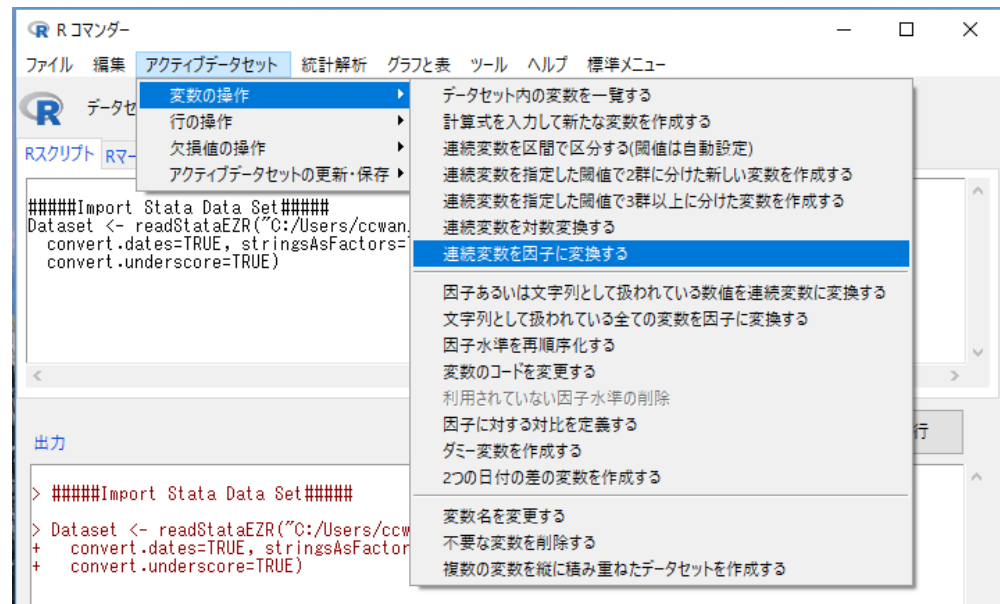 R コマンダー
ファイル 編集 アクティブデータセット 統計解析 グラフと表 ツール ヘルプ 標準メニュー
変数の操作
行の操作
欠損値の操作
アクティブデータセットの更新・保存
データセ
Rスクリプト Rマー
データセット内の変数を一覧する
計算式を入力して新たな変数を作成する
連続変数を区間で区分する(閾値は自動設定)
連続変数を指定した閾値で2群に分けた新しい変数を作成する
連続変数を指定した閾値で3群以上に分けた変数を作成する
連続変数を対数変換する
連続変数を因子に変換する
因子あるいは文字列として扱われている数値を連続変数に変換する
文字列として扱われている全ての変数を因子に変換する
因子水準を再順序化する
変数のコードを変更する
利用されていない因子水準の削除
因子に対する対比を定義する
ダミー変数を作成する
2つの日付の差の変数を作成する
変数名を変更する
不要な変数を削除する
複数の変数を縦に積み重ねたデータセットを作成する
#####Import Stata Data Set#####
Dataset <- readStataEZR("C:/Users/ccwan
convert.dates=TRUE, stringsAsFactors=
convert.underscore=TRUE)
行
出力
> #####Import Stata Data Set#####
> Dataset <- readStataEZR("C:/Users/ccw
+ convert.dates=TRUE, stringsAsFactor
+ convert.underscore=TRUE)